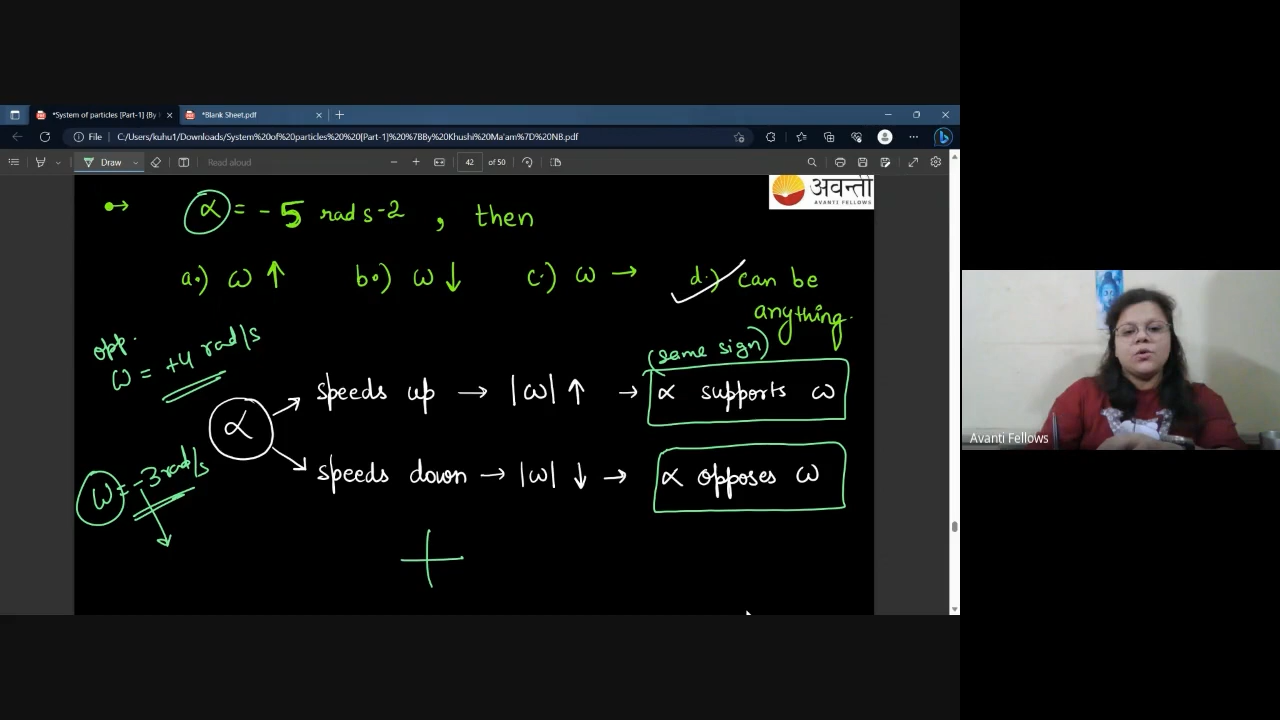 *System of particles [Part-1] [By K
*Blank Sheet.pdf
File
C:/Users/kuhu1/Downloads/System%20of%20particles%20%20[Part-1]%20%7BBy%20Khushi%20Ma'am%7D%20NB.pdf
Draw
Read aloud
42 of 50
अवन्ती
AVANTI FELLOWS
α = -5 rad s-2 , then
a.) ω ↑ b.) ω ↓ c.) ω → d.) can be
anything.
opp.
ω = +4 rad/s
(same sign)
speeds up → |ω| ↑ → α supports ω
α
ω = -3 rad/s
speeds down → |ω| ↓ → α opposes ω
Avanti Fellows